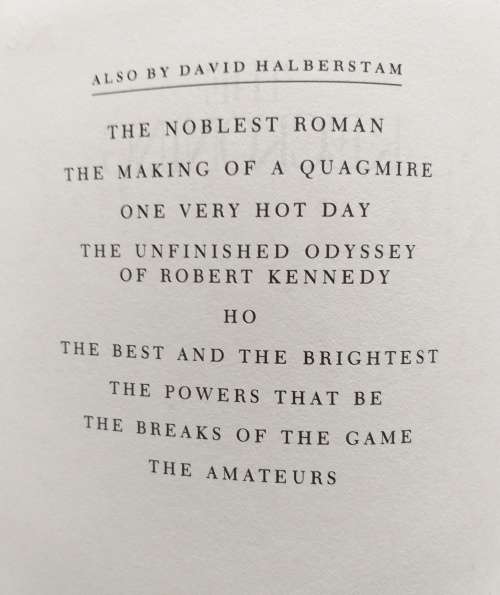 ALSO BY DAVID HALBERSTAM
THE NOBLEST ROMAN
THE MAKING OF A QUAGMIRE
ONE VERY HOT DAY
THE UNFINISHED ODYSSEY
OF ROBERT KENNEDY
HO
THE BEST AND THE BRIGHTEST
THE POWERS THAT BE
THE BREAKS OF THE GAME
THE AMATEURS